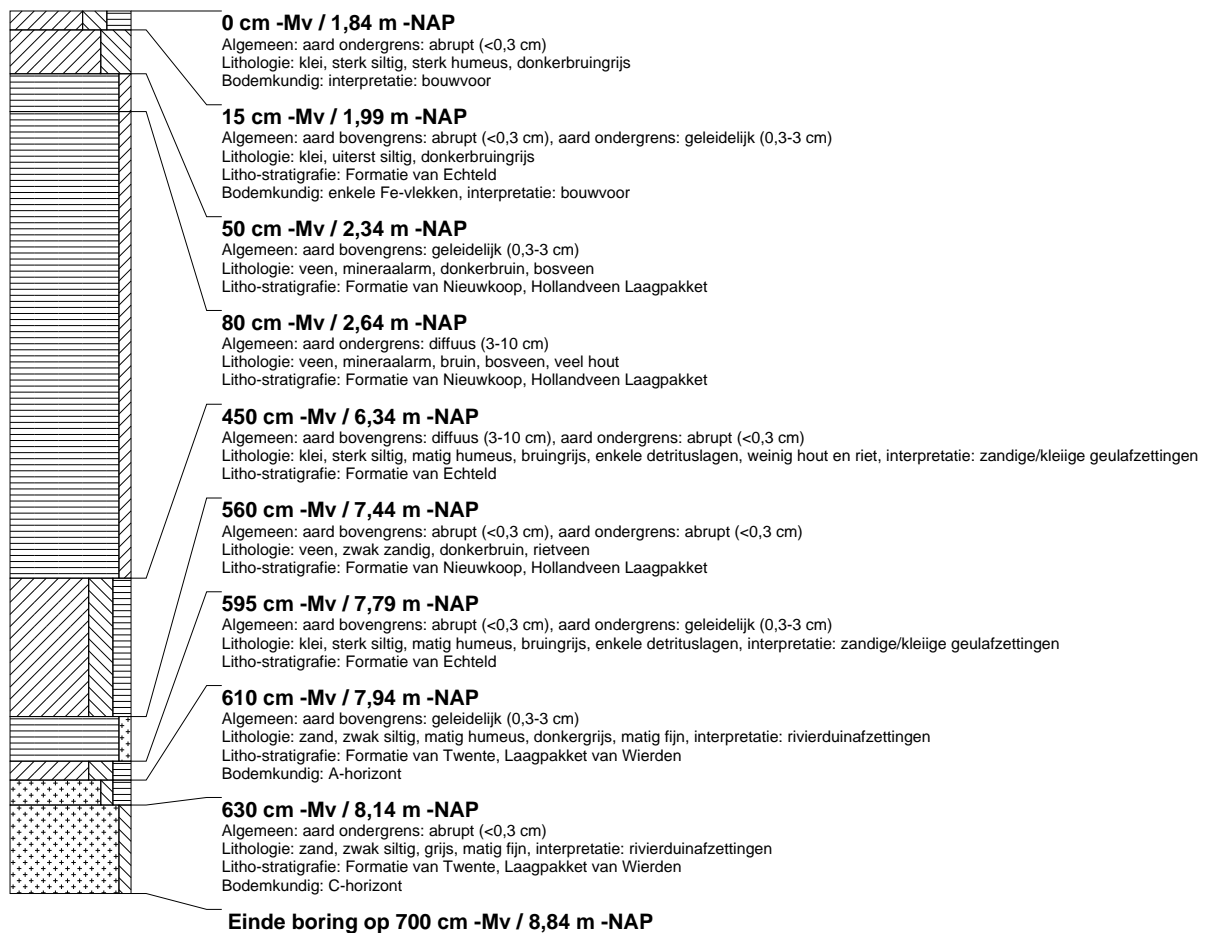 0 cm -Mv / 1,84 m -NAP
Algemeen: aard ondergrens: abrupt (<0,3 cm)
Lithologie: klei, sterk siltig, sterk humeus, donkerbruingrijs
Bodemkundig: interpretatie: bouwvoor
15 cm -Mv / 1,99 m -NAP
Algemeen: aard bovengrens: abrupt (<0,3 cm), aard ondergrens: geleidelijk (0,3-3 cm)
Lithologie: klei, uiterst siltig, donkerbruingrijs
Litho-stratigrafie: Formatie van Echteld
Bodemkundig: enkele Fe-vlekken, interpretatie: bouwvoor
50 cm -Mv / 2,34 m -NAP
Algemeen: aard bovengrens: geleidelijk (0,3-3 cm)
Lithologie: veen, mineraalarm, donkerbruin, bosveen
Litho-stratigrafie: Formatie van Nieuwkoop, Hollandveen Laagpakket
80 cm -Mv / 2,64 m -NAP
Algemeen: aard ondergrens: diffuus (3-10 cm)
Lithologie: veen, mineraalarm, bruin, bosveen, veel hout
Litho-stratigrafie: Formatie van Nieuwkoop, Hollandveen Laagpakket
450 cm -Mv / 6,34 m -NAP
Algemeen: aard bovengrens: diffuus (3-10 cm), aard ondergrens: abrupt (<0,3 cm)
Lithologie: klei, sterk siltig, matig humeus, bruingrijs, enkele detrituslagen, weinig hout en riet, interpretatie: zandige/kleiige geulafzettingen
Litho-stratigrafie: Formatie van Echteld
560 cm -Mv / 7,44 m -NAP
Algemeen: aard bovengrens: abrupt (<0,3 cm), aard ondergrens: abrupt (<0,3 cm)
Lithologie: veen, zwak zandig, donkerbruin, rietveen
Litho-stratigrafie: Formatie van Nieuwkoop, Hollandveen Laagpakket
595 cm -Mv / 7,79 m -NAP
Algemeen: aard bovengrens: abrupt (<0,3 cm), aard ondergrens: geleidelijk (0,3-3 cm)
Lithologie: klei, sterk siltig, matig humeus, bruingrijs, enkele detrituslagen, interpretatie: zandige/kleiige geulafzettingen
Litho-stratigrafie: Formatie van Echteld
610 cm -Mv / 7,94 m -NAP
Algemeen: aard bovengrens: geleidelijk (0,3-3 cm)
Lithologie: zand, zwak siltig, matig humeus, donkergrijs, matig fijn, interpretatie: rivierduinafzettingen
Litho-stratigrafie: Formatie van Twente, Laagpakket van Wierden
Bodemkundig: A-horizont
630 cm -Mv / 8,14 m -NAP
Algemeen: aard ondergrens: abrupt (<0,3 cm)
Lithologie: zand, zwak siltig, grijs, matig fijn, interpretatie: rivierduinafzettingen
Litho-stratigrafie: Formatie van Twente, Laagpakket van Wierden
Bodemkundig: C-horizont
Einde boring op 700 cm -Mv / 8,84 m -NAP